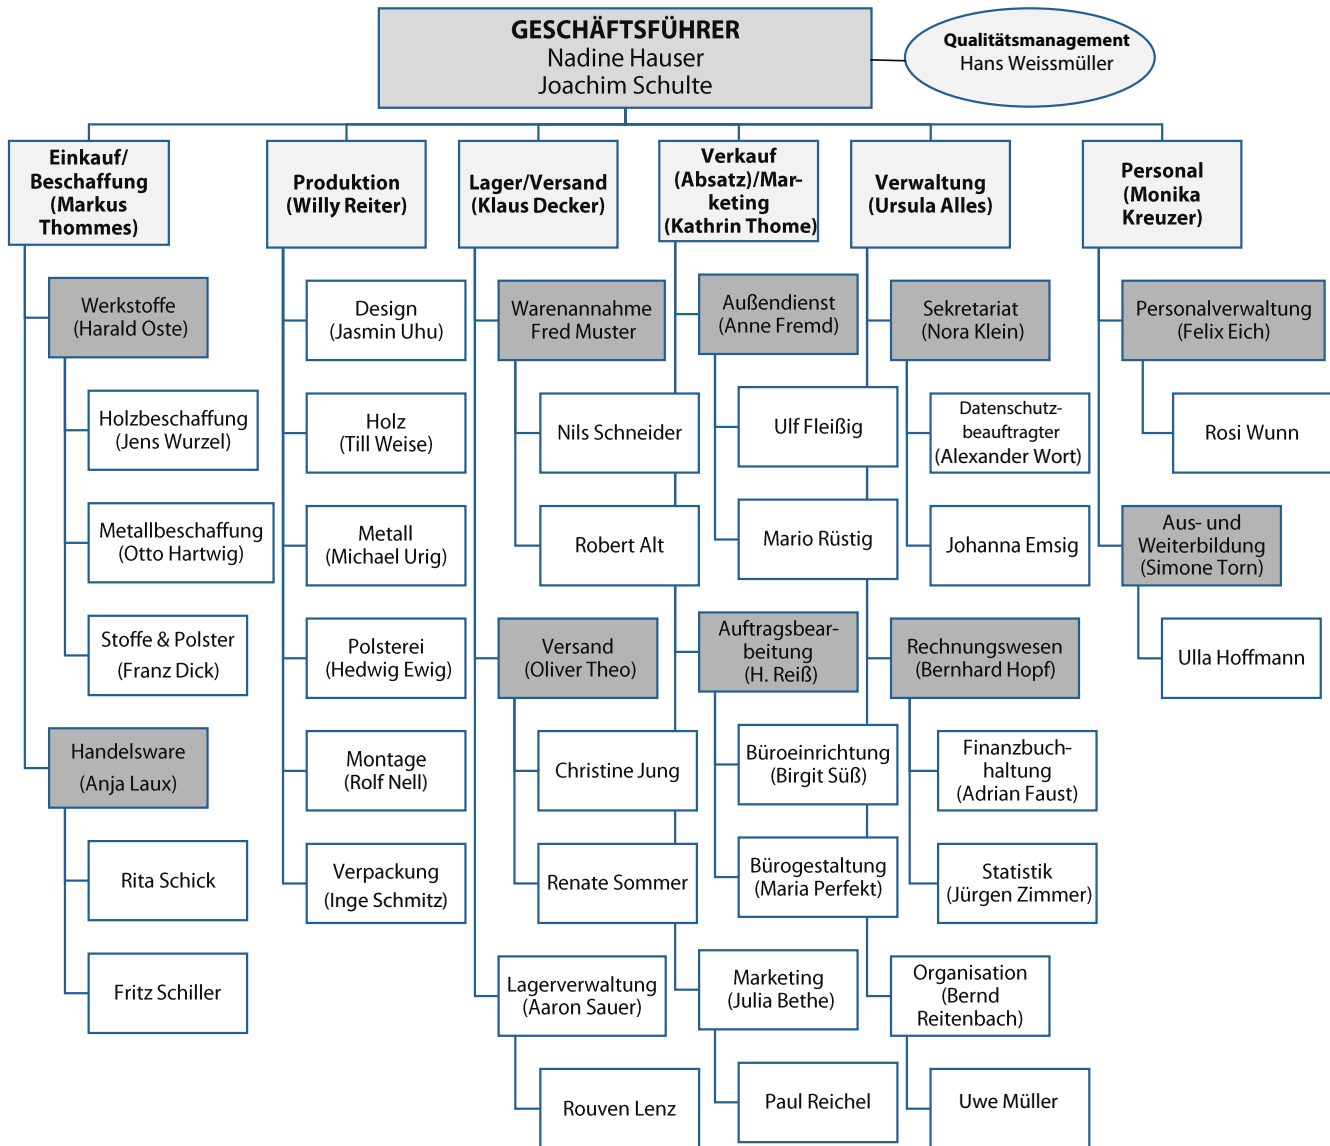 GESCHÄFTSFÜHRER
Nadine Hauser
Joachim Schulte
Qualitätsmanagement
Hans Weissmüller
Einkauf/
Beschaffung
(Markus
Thommes)
Werkstoffe
(Harald Oste)
Holzbeschaffung
(Jens Wurzel)
Metallbeschaffung
(Otto Hartwig)
Stoffe & Polster
(Franz Dick)
Handelsware
(Anja Laux)
Rita Schick
Fritz Schiller
Produktion
(Willy Reiter)
Design
(Jasmin Uhu)
Holz
(Till Weise)
Metall
(Michael Urig)
Polsterei
(Hedwig Ewig)
Montage
(Rolf Nell)
Verpackung
(Inge Schmitz)
Lager/Versand
(Klaus Decker)
Warenannahme
Fred Muster
Nils Schneider
Robert Alt
Versand
(Oliver Theo)
Christine Jung
Renate Sommer
Lagerverwaltung
(Aaron Sauer)
Rouven Lenz
Verkauf
(Absatz)/Mar-
keting
(Kathrin Thome)
Außendienst
(Anne Fremd)
Ulf Fleißig
Mario Rüstig
Auftragsbear-
beitung
(H. Reiß)
Büroeinrichtung
(Birgit Süß)
Bürogestaltung
(Maria Perfekt)
Marketing
(Julia Bethe)
Paul Reichel
Verwaltung
(Ursula Alles)
Sekretariat
(Nora Klein)
Datenschutz-
beauftragter
(Alexander Wort)
Johanna Emsig
Rechnungswesen
(Bernhard Hopf)
Finanzbuch-
haltung
(Adrian Faust)
Statistik
(Jürgen Zimmer)
Organisation
(Bernd
Reitenbach)
Uwe Müller
Personal
(Monika
Kreuzer)
Personalverwaltung
(Felix Eich)
Rosi Wunn
Aus- und
Weiterbildung
(Simone Torn)
Ulla Hoffmann